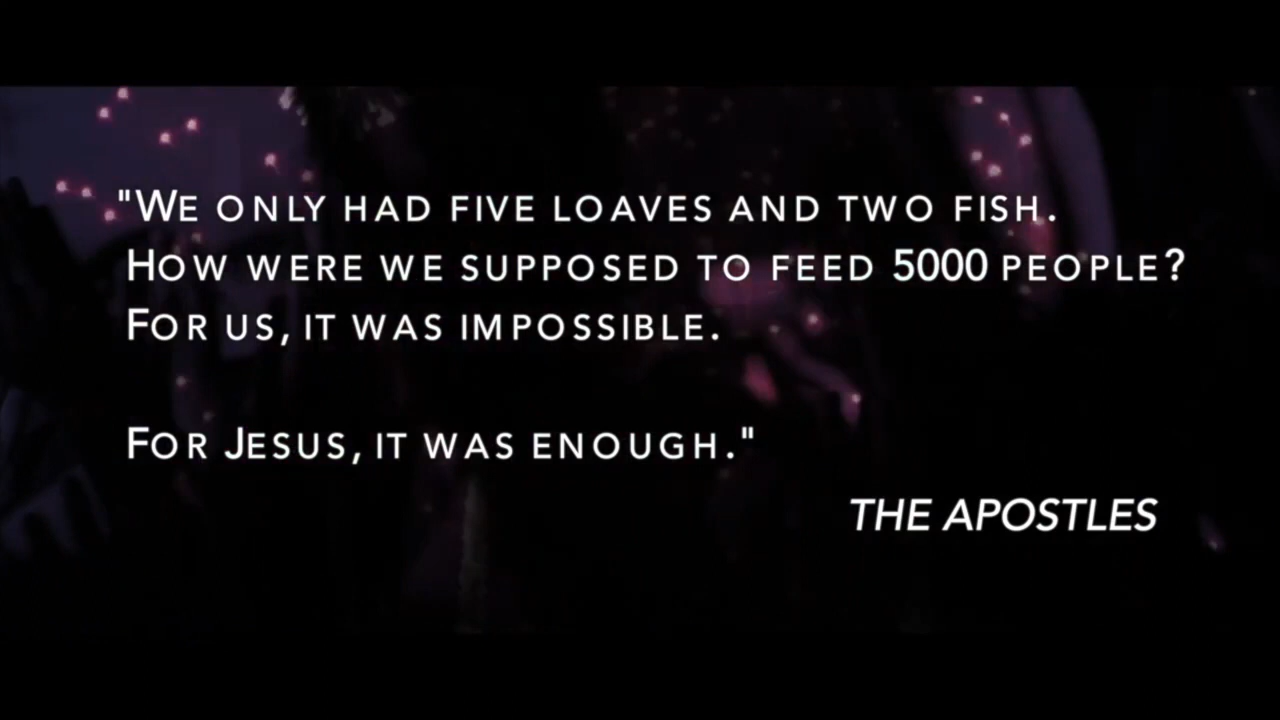 "We only had five loaves and two fish.
How were we supposed to feed 5000 people?
For us, it was impossible.
For Jesus, it was enough."
THE APOSTLES